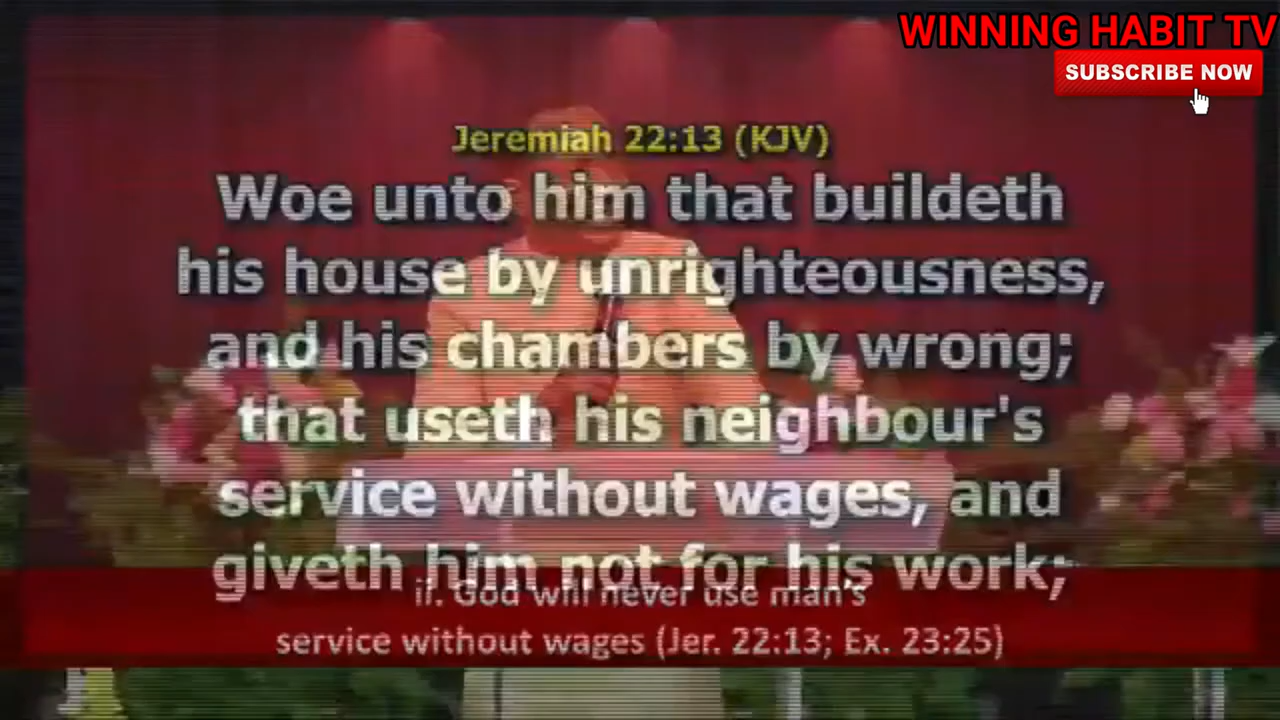 WINNING HABIT TV
SUBSCRIBE NOW
Jeremiah 22:13 (KJV)
Woe unto him that buildeth
his house by unrighteousness,
and his chambers by wrong;
that useth his neighbour's
service without wages, and
giveth him not for his work;
ii. God will never use man's
service without wages (Jer. 22:13; Ex. 23:25)